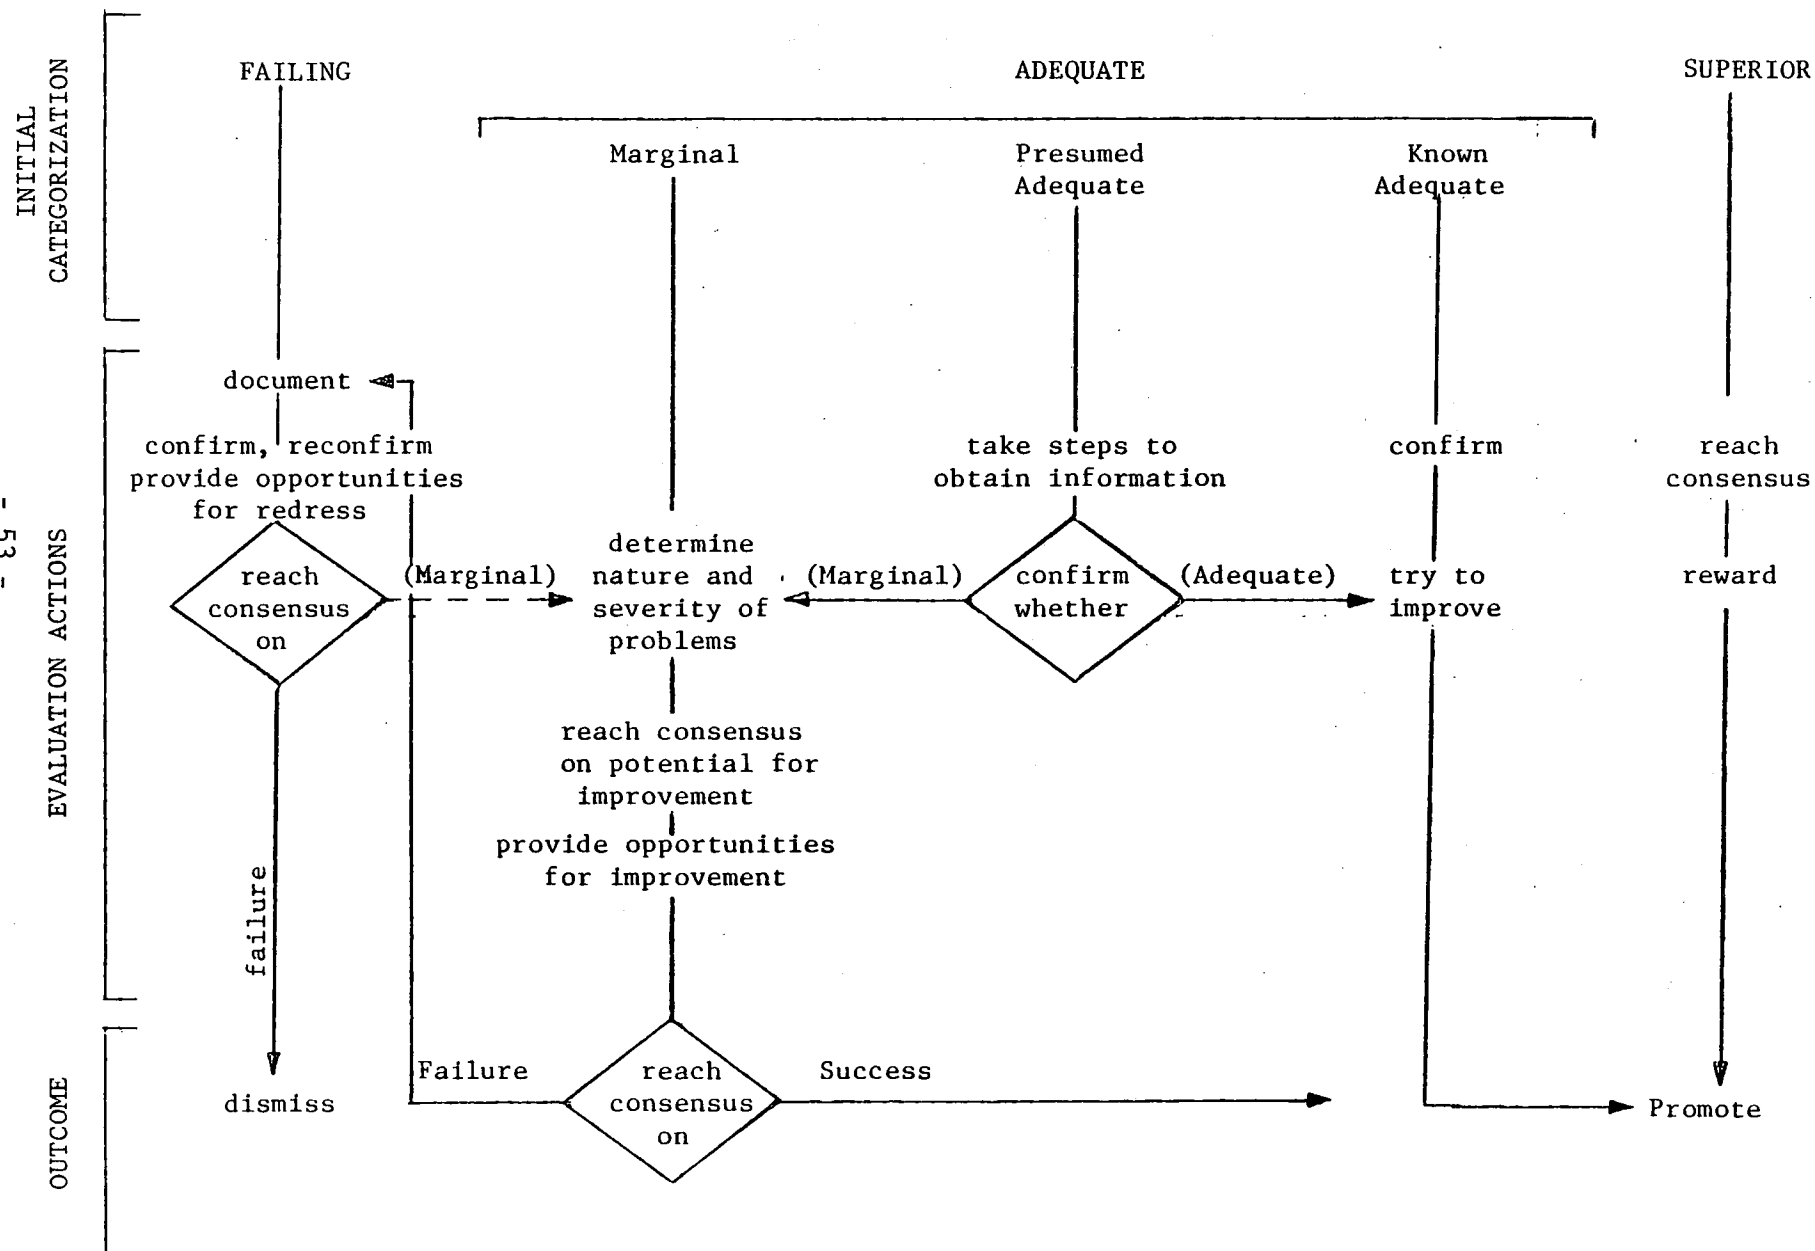 INITIAL
CATEGORIZATION
FAILING
ADEQUATE
SUPERIOR
Marginal
Presumed
Adequate
Known
Adequate
- 53 -
EVALUATION ACTIONS
document
confirm, reconfirm
provide opportunities
for redress
reach
consensus
on
(Marginal)
failure
determine
nature and
severity of
problems
reach consensus
on potential for
improvement
provide opportunities
for improvement
take steps to
obtain information
(Marginal)
confirm
whether
(Adequate)
confirm
try to
improve
reach
consensus
reward
OUTCOME
dismiss
Failure
reach
consensus
on
Success
Promote